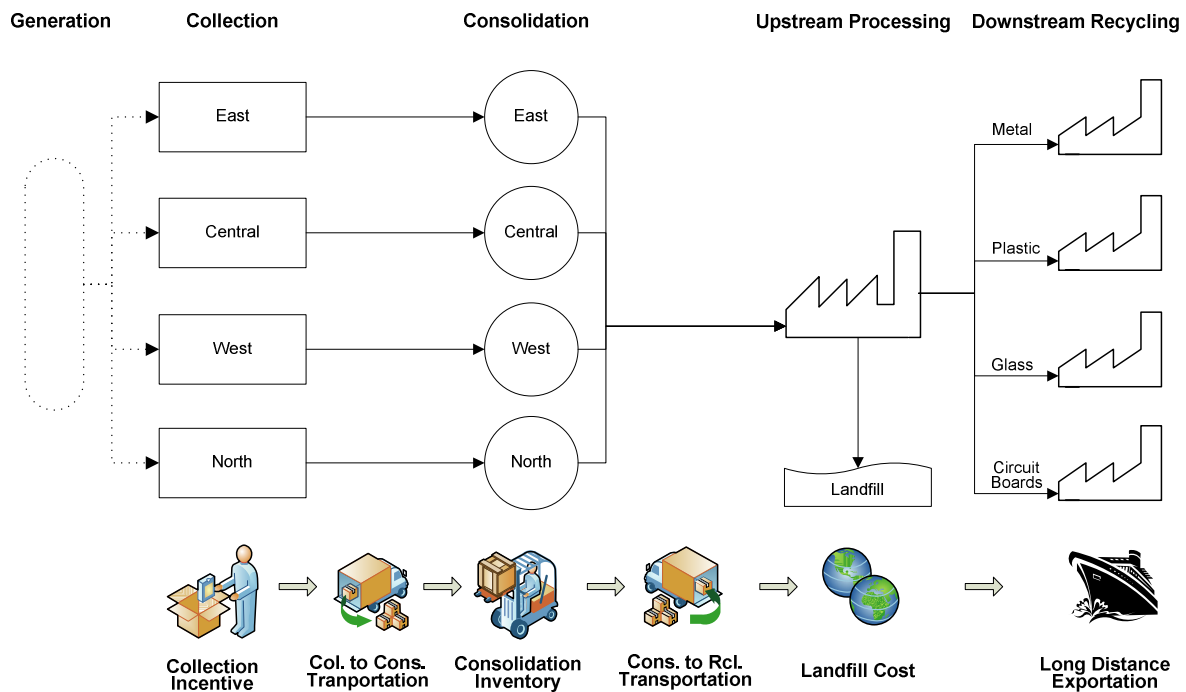 Generation
Collection
Consolidation
Upstream Processing
Downstream Recycling
East
East
Metal
Central
Central
Plastic
West
West
Glass
North
North
Circuit
Boards
Landfill
Collection
Incentive
Col. to Cons.
Tranportation
Consolidation
Inventory
Cons. to Rcl.
Transportation
Landfill Cost
Long Distance
Exportation